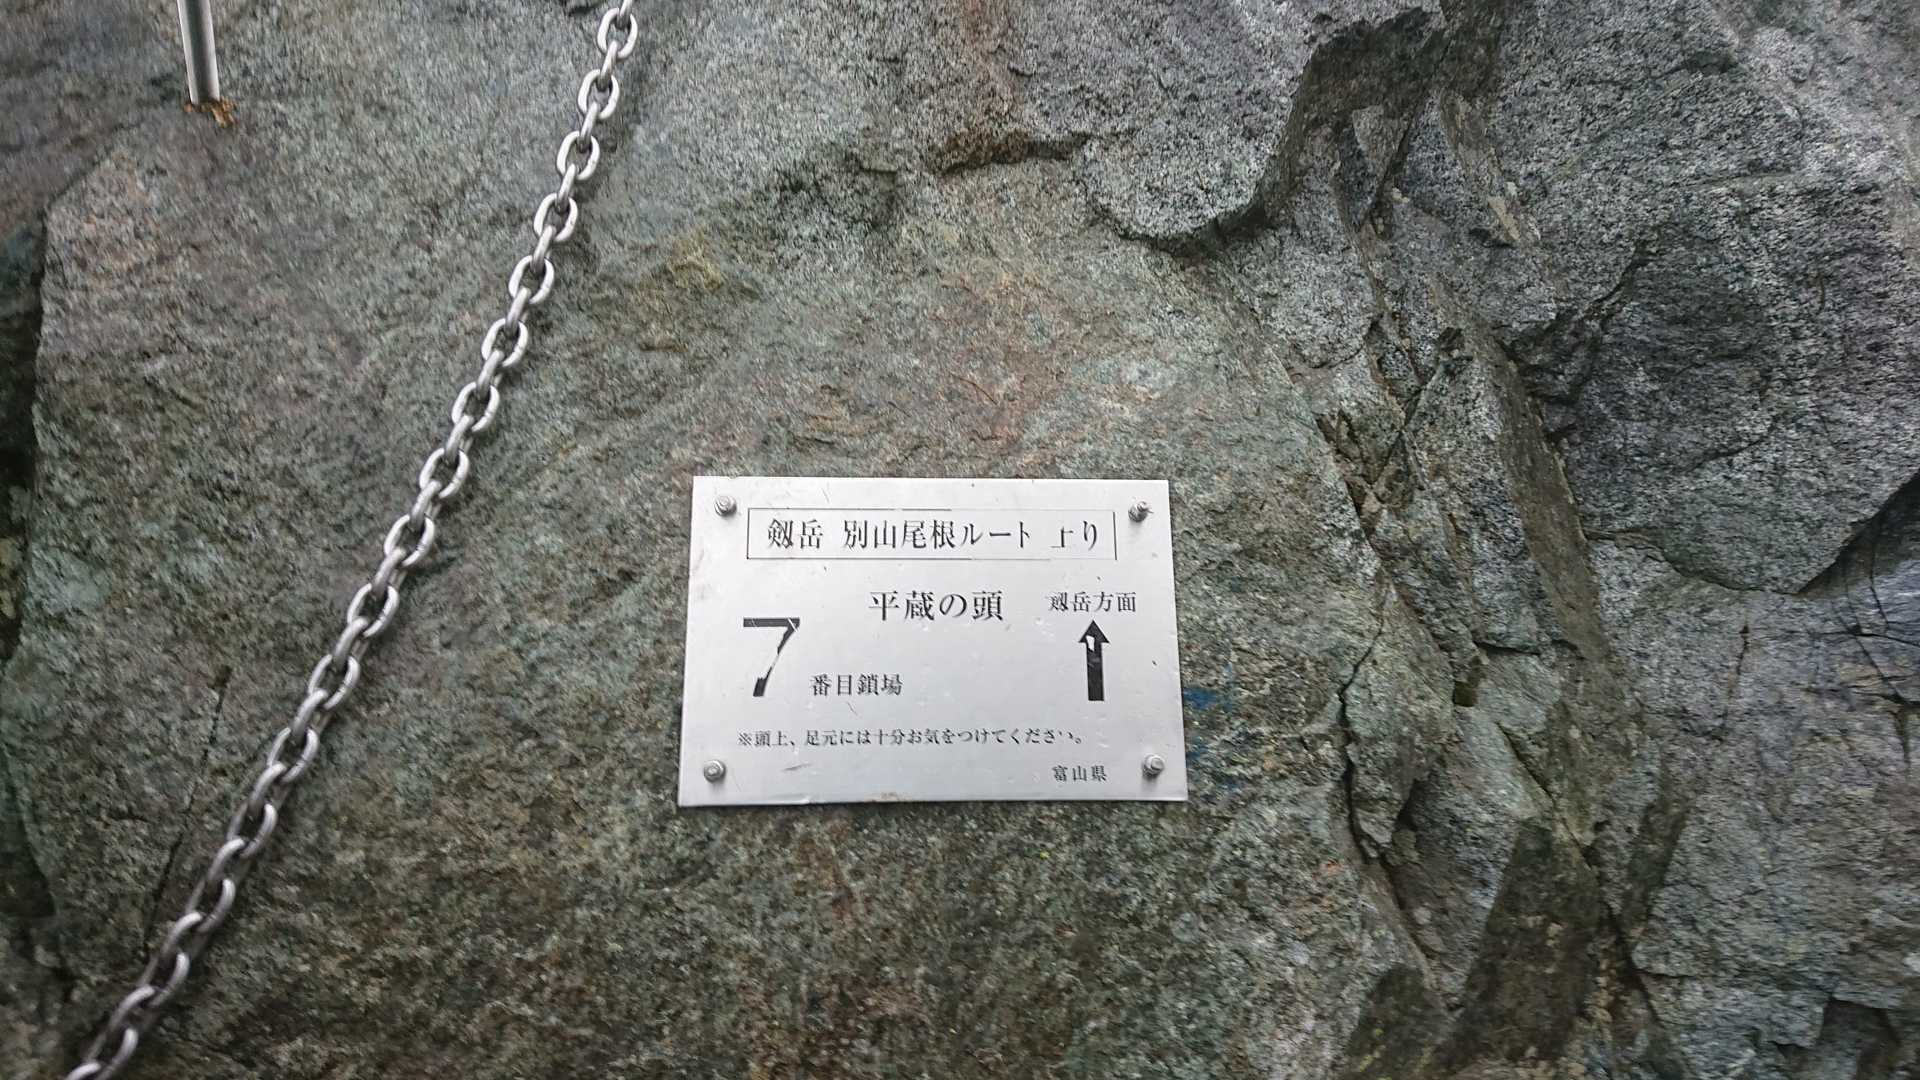 剱岳 別山尾根ルート 上り
平蔵の頭
剱岳方面
7 番目鎖場
※頭上、足元には十分お気をつけてください。
富山県